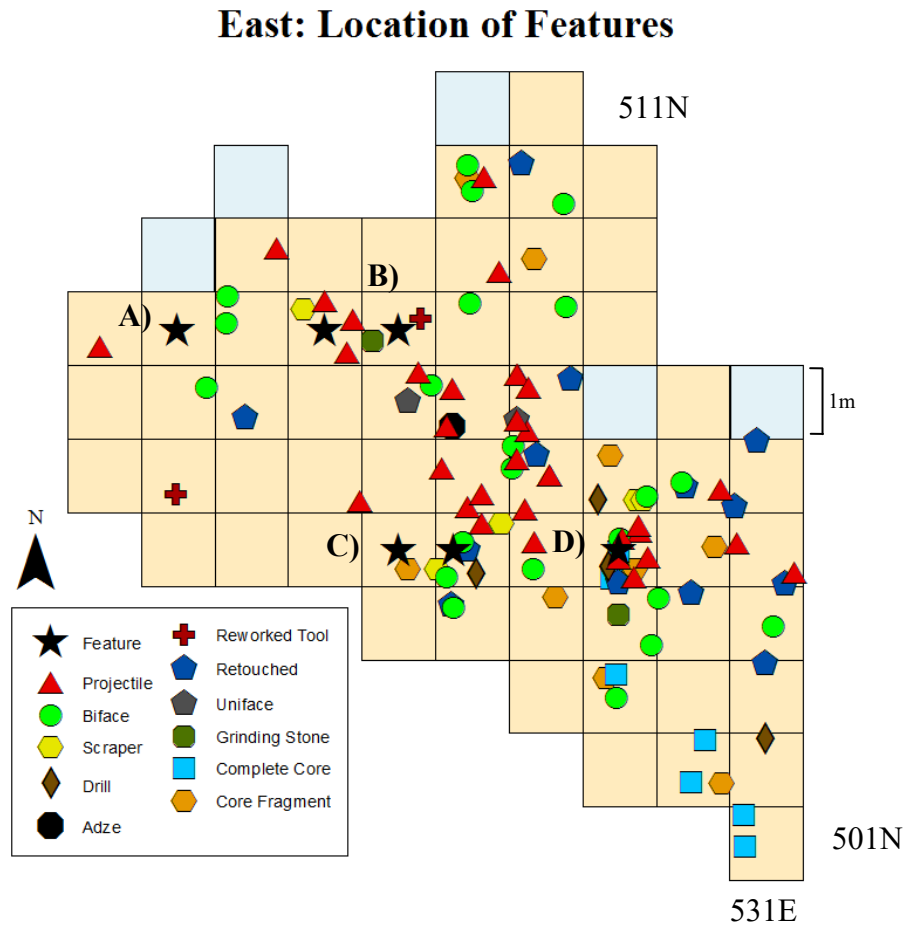 East: Location of Features
511N
B)
A)
1m
N
C)
D)
Feature
Projectile
Biface
Scraper
Drill
Adze
Reworked Tool
Retouched
Uniface
Grinding Stone
Complete Core
Core Fragment
501N
531E